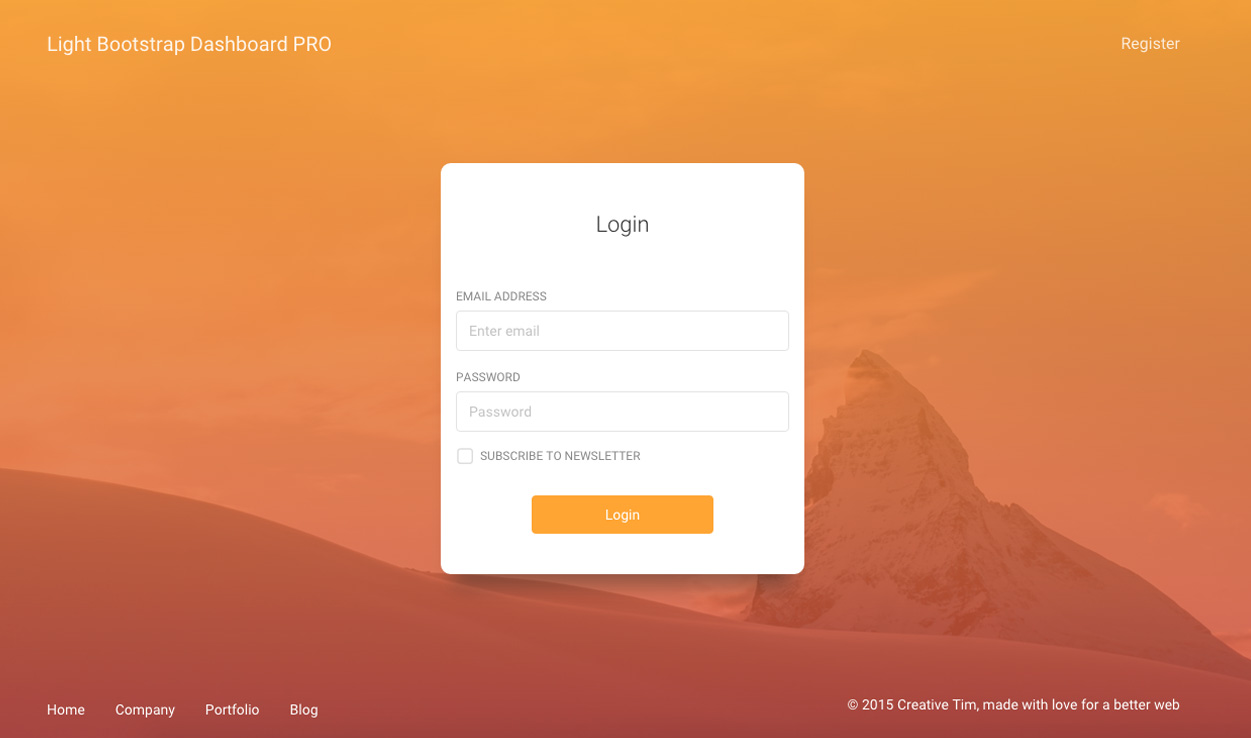 Light Bootstrap Dashboard PRO
Register
Login
EMAIL ADDRESS
Enter email
PASSWORD
Password
SUBSCRIBE TO NEWSLETTER
Login
Home Company Portfolio Blog
© 2015 Creative Tim, made with love for a better web